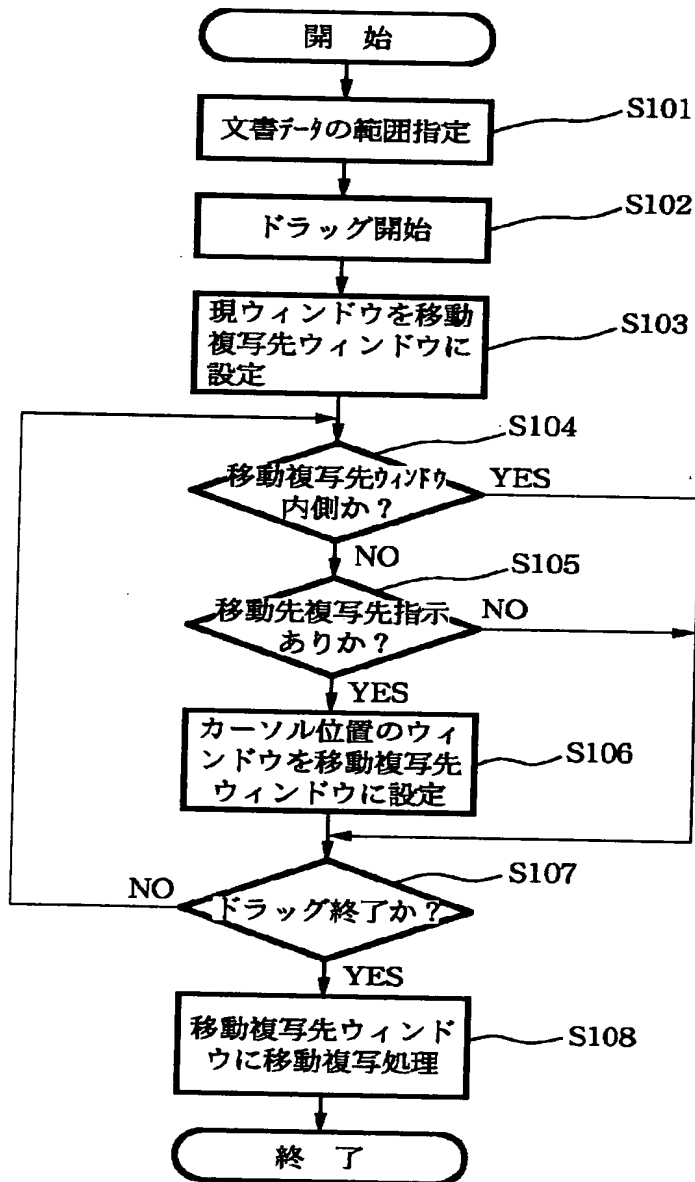 開 始
文書データの範囲指定
S101
ドラッグ開始
S102
現ウィンドウを移動
複写先ウィンドウに
設定
S103
S104
移動複写先ウィンドウ
内側か？
YES
NO
S105
移動先複写先指示
ありか？
NO
YES
カーソル位置のウィ
ンドウを移動複写先
ウィンドウに設定
S106
S107
ドラッグ終了か？
NO
YES
移動複写先ウィンド
ウに移動複写処理
S108
終 了